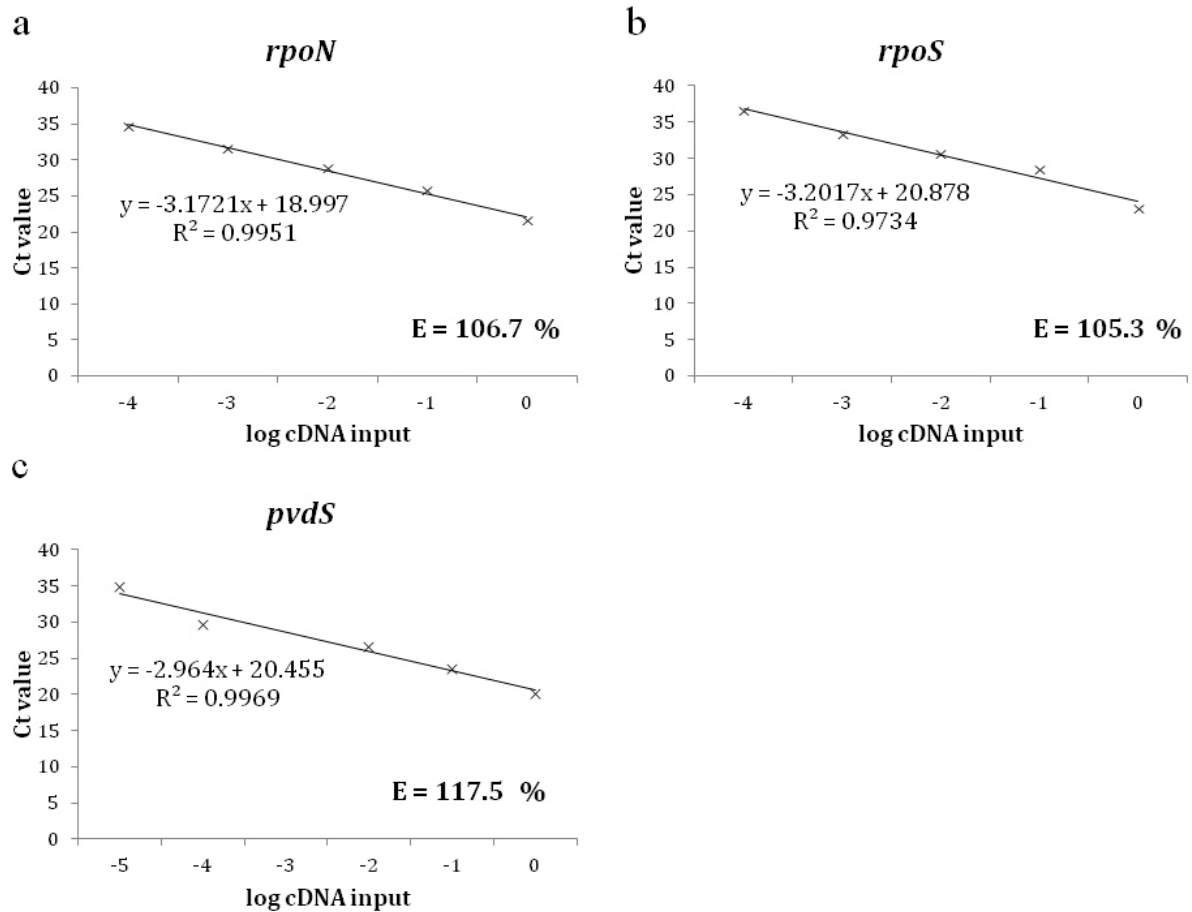 a
rpoN
40
35
30
25
20
15
10
5
0
Ct value
y = -3.1721x + 18.997
R² = 0.9951
E = 106.7 %
-4 -3 -2 -1 0
log cDNA input
b
rpoS
40
35
30
25
20
15
10
5
0
Ct value
y = -3.2017x + 20.878
R² = 0.9734
E = 105.3 %
-4 -3 -2 -1 0
log cDNA input
c
pvdS
40
35
30
25
20
15
10
5
0
Ct value
y = -2.964x + 20.455
R² = 0.9969
E = 117.5 %
-5 -4 -2 -1 0
log cDNA input